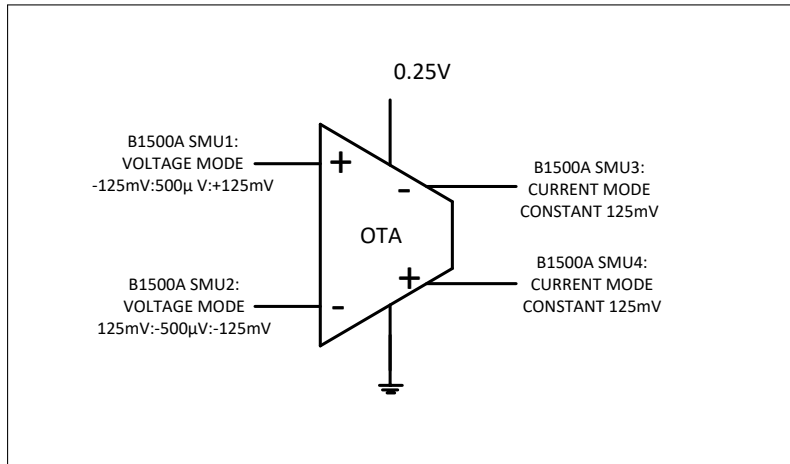 0.25V
B1500A SMU1:
VOLTAGE MODE
-125mV:500µ V:+125mV
+
-
B1500A SMU3:
CURRENT MODE
CONSTANT 125mV
OTA
B1500A SMU2:
VOLTAGE MODE
125mV:-500µV:-125mV
-
+
B1500A SMU4:
CURRENT MODE
CONSTANT 125mV